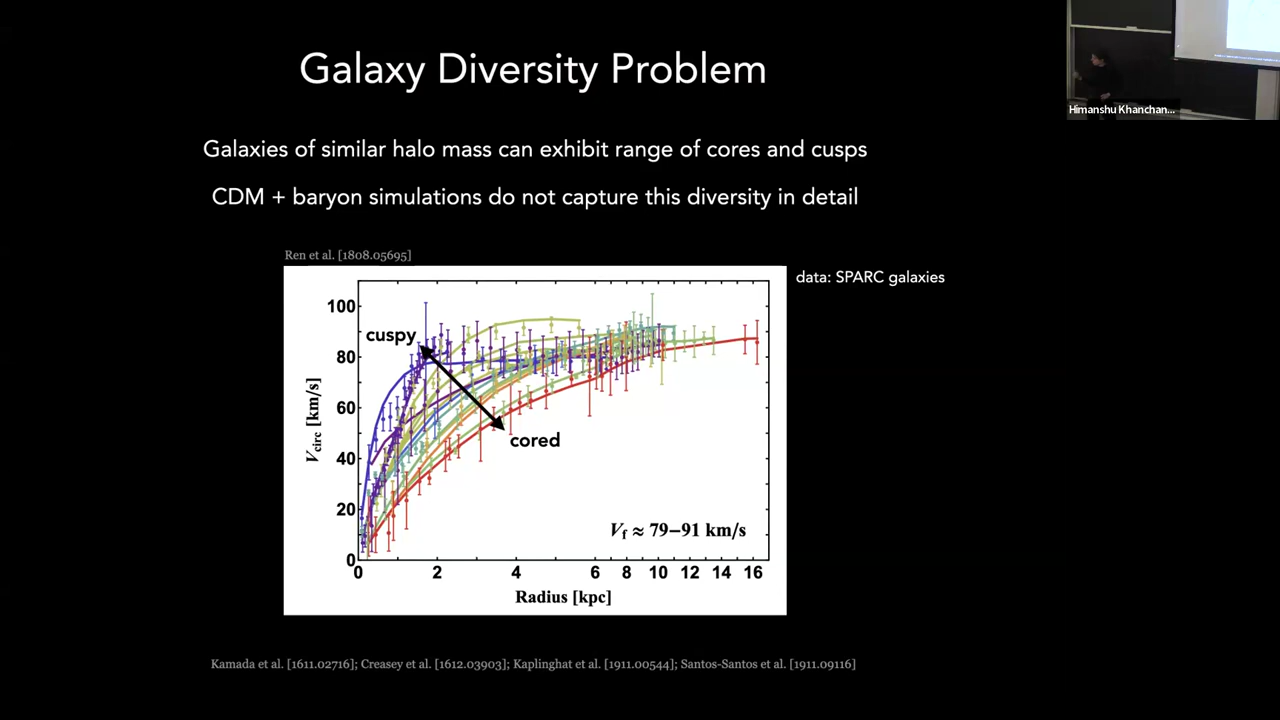 Galaxy Diversity Problem
Himanshu Khanchan...
Galaxies of similar halo mass can exhibit range of cores and cusps
CDM + baryon simulations do not capture this diversity in detail
Ren et al. [1808.05695]
data: SPARC galaxies
100
80
60
40
20
0
V circ [km/s]
cuspy
cored
Vf ≈ 79–91 km/s
0 2 4 6 8 10 12 14 16
Radius [kpc]
Kamada et al. [1611.02716]; Creasey et al. [1612.03903]; Kaplinghat et al. [1911.00544]; Santos-Santos et al. [1911.09116]